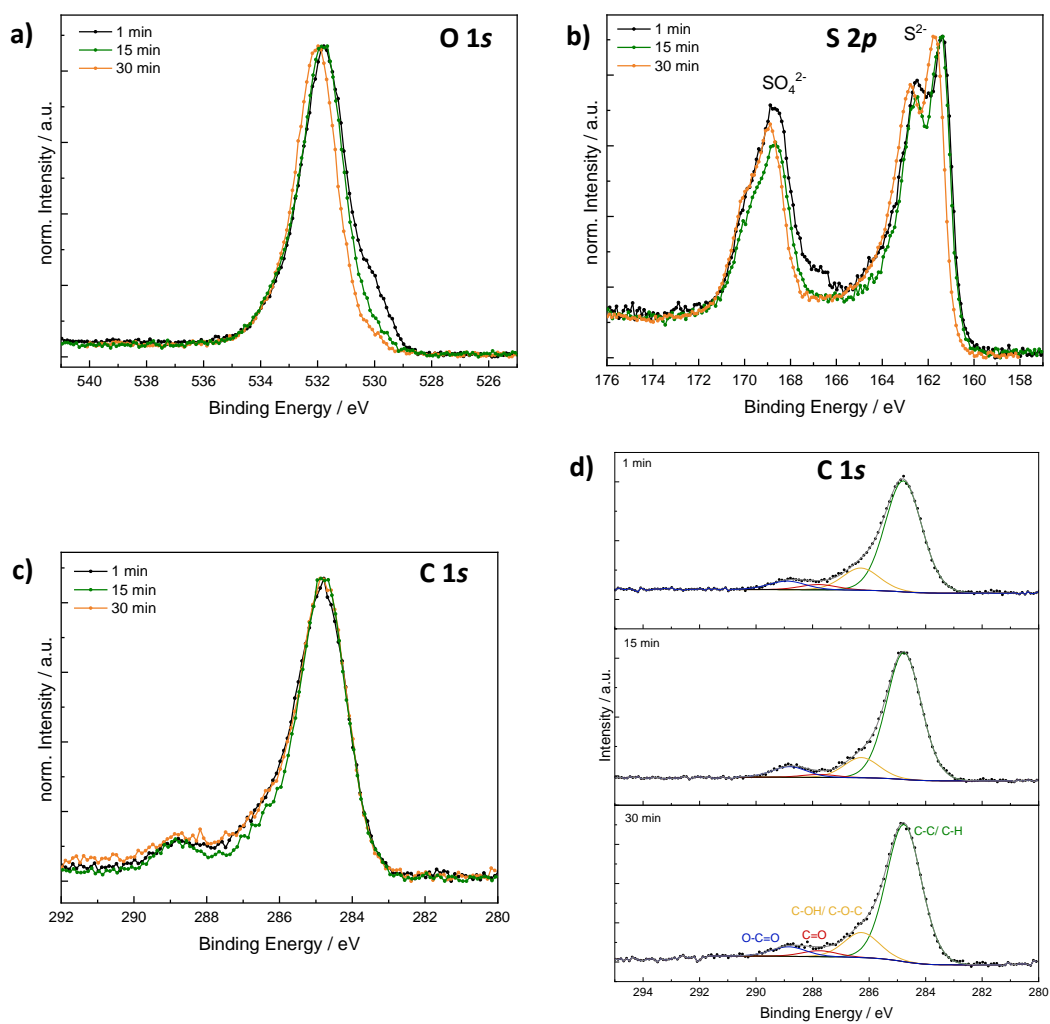 a)
O 1s
1 min
15 min
30 min
norm. Intensity / a.u.
540 538 536 534 532 530 528 526
Binding Energy / eV
b)
S 2p
1 min
15 min
30 min
SO₄²⁻
S²⁻
norm. Intensity / a.u.
176 174 172 170 168 166 164 162 160 158
Binding Energy / eV
c)
C 1s
1 min
15 min
30 min
norm. Intensity / a.u.
292 290 288 286 284 282 280
Binding Energy / eV
d)
C 1s
1 min
15 min
30 min
C-C/ C-H
C-OH/ C-O-C
O-C=O
C=O
Intensity / a.u.
294 292 290 288 286 284 282 280
Binding Energy / eV